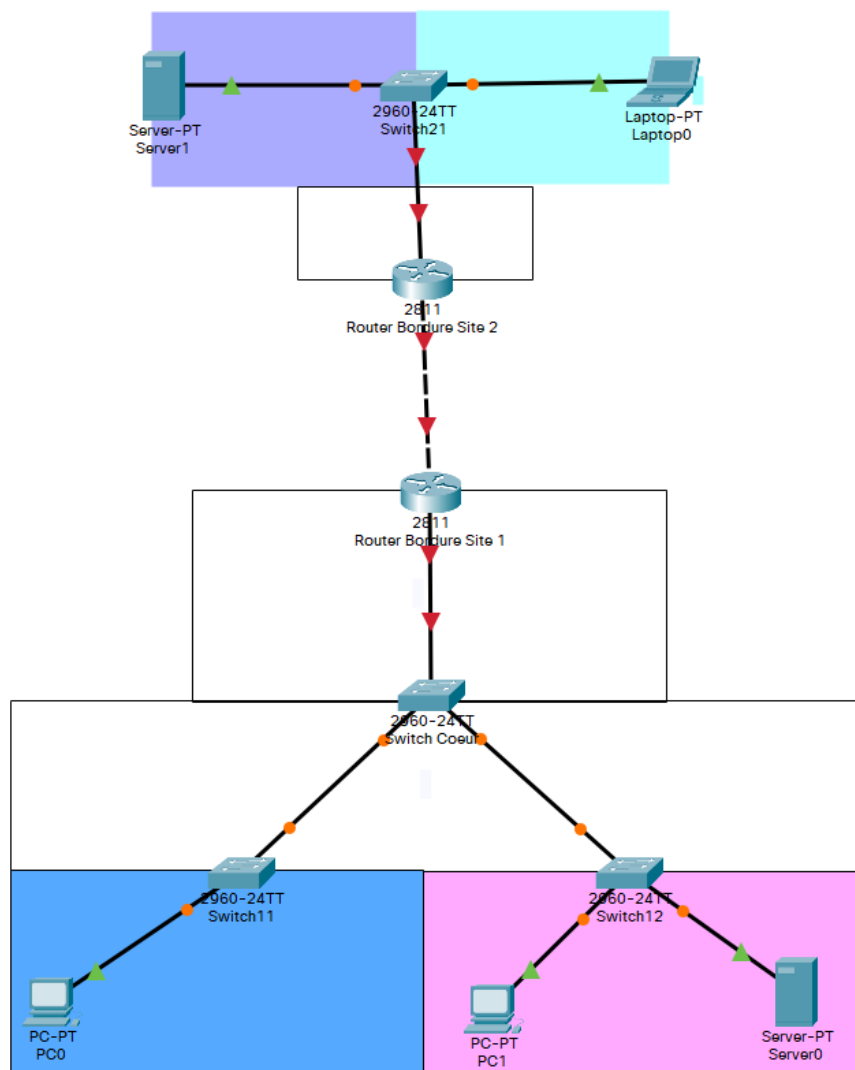 Server-PT
Server1
2960-24TT
Switch21
Laptop-PT
Laptop0
2811
Router Bordure Site 2
2811
Router Bordure Site 1
2960-24TT
Switch Coeur
2960-24TT
Switch11
2960-24TT
Switch12
PC-PT
PC0
PC-PT
PC1
Server-PT
Server0